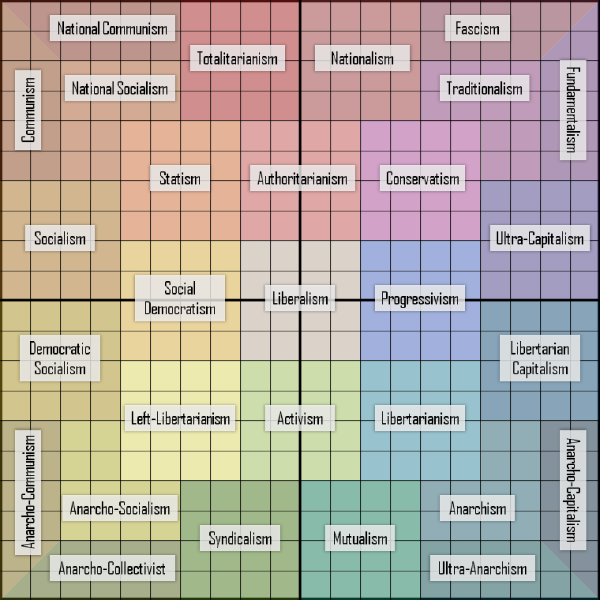 National Communism
Fascism
Totalitarianism
Nationalism
Communism
National Socialism
Traditionalism
Fundamentalism
Statism
Authoritarianism
Conservatism
Socialism
Ultra-Capitalism
Social
Democratism
Liberalism
Progressivism
Democratic
Socialism
Libertarian
Capitalism
Left-Libertarianism
Activism
Libertarianism
Anarcho-Communism
Anarcho-Capitalism
Anarcho-Socialism
Anarchism
Syndicalism
Mutualism
Anarcho-Collectivist
Ultra-Anarchism